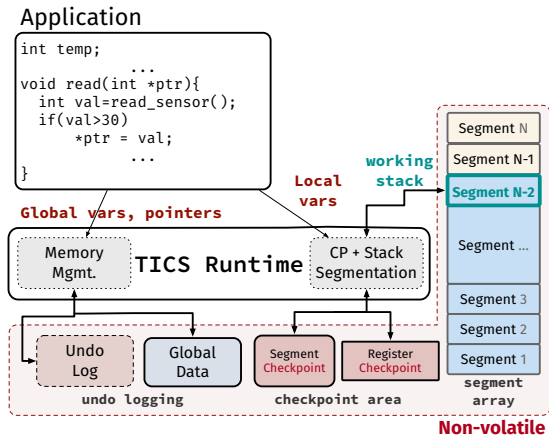 Application
int temp;
...
void read(int *ptr){
int val=read_sensor();
if(val>30)
*ptr = val;
...
}
Global vars, pointers
Local
vars
working
stack
Memory
Mgmt.
TICS Runtime
CP + Stack
Segmentation
Segment N
Segment N-1
Segment N-2
Segment ...
Segment 3
Segment 2
Segment 1
Undo
Log
Global
Data
Segment
Checkpoint
Register
Checkpoint
undo logging
checkpoint area
segment
array
Non-volatile